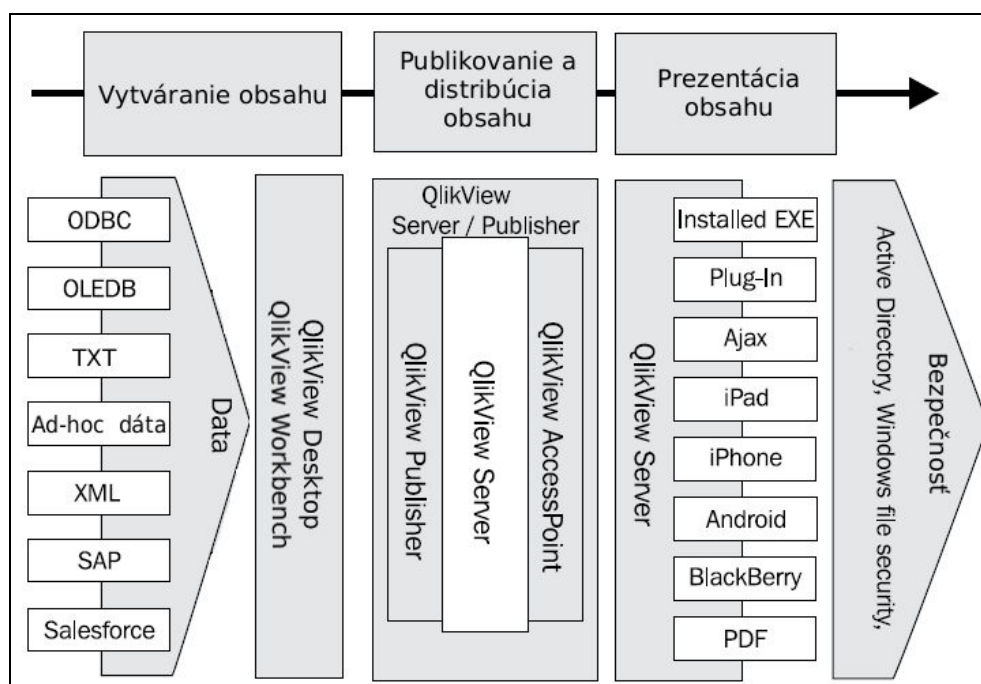 Vytváranie obsahu
Publikovanie a
distribúcia
obsahu
Prezentácia
obsahu
ODBC
OLEDB
TXT
Ad-hoc dáta
XML
SAP
Salesforce
Data
QlikView Desktop
QlikView Workbench
QlikView
Server / Publisher
QlikView Publisher
QlikView Server
QlikView AccessPoint
QlikView Server
Installed EXE
Plug-In
Ajax
iPad
iPhone
Android
BlackBerry
PDF
Bezpečnosť
Active Directory, Windows file security,